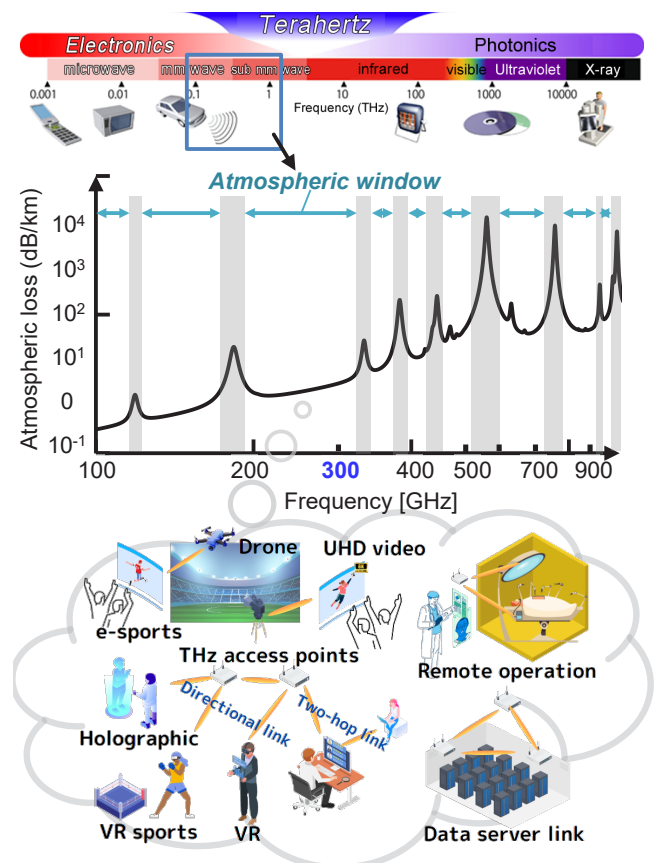 Terahertz
Electronics
Photonics
microwave
mm wave
sub mm wave
infrared
visible
Ultraviolet
X-ray
0.001
0.01
0.1
1
Frequency (THz)
10
100
1000
10000
Atmospheric window
Atmospheric loss (dB/km)
10⁴
10³
10²
10¹
0
10⁻¹
100
200
300
400
500
700
900
Frequency [GHz]
Drone
UHD video
e-sports
THz access points
Remote operation
Directional link
Two-hop link
Holographic
VR sports
VR
Data server link